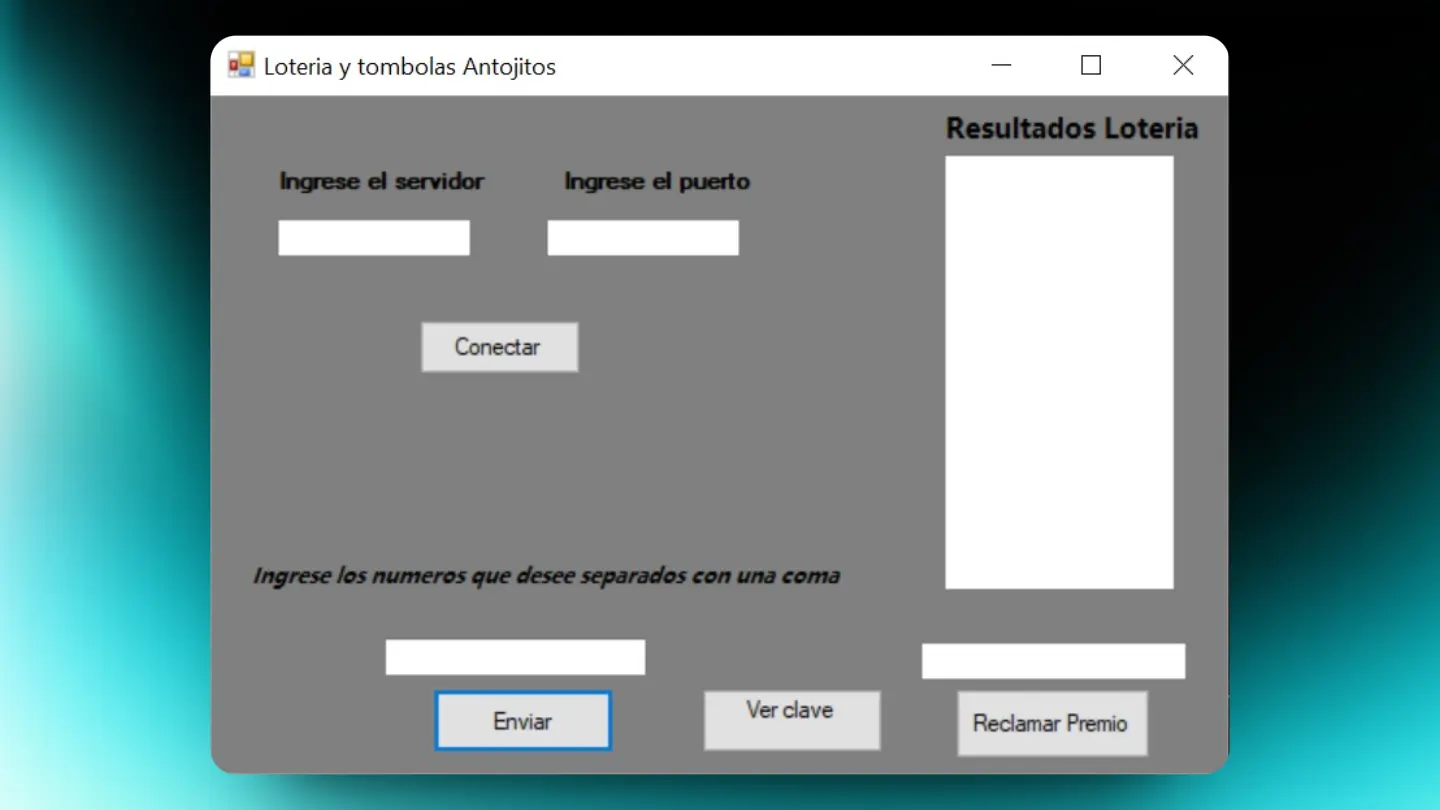 Loteria y tombolas Antojitos
Resultados Loteria
Ingrese el servidor
Ingrese el puerto
Conectar
Ingrese los numeros que desee separados con una coma
Enviar
Ver clave
Reclamar Premio